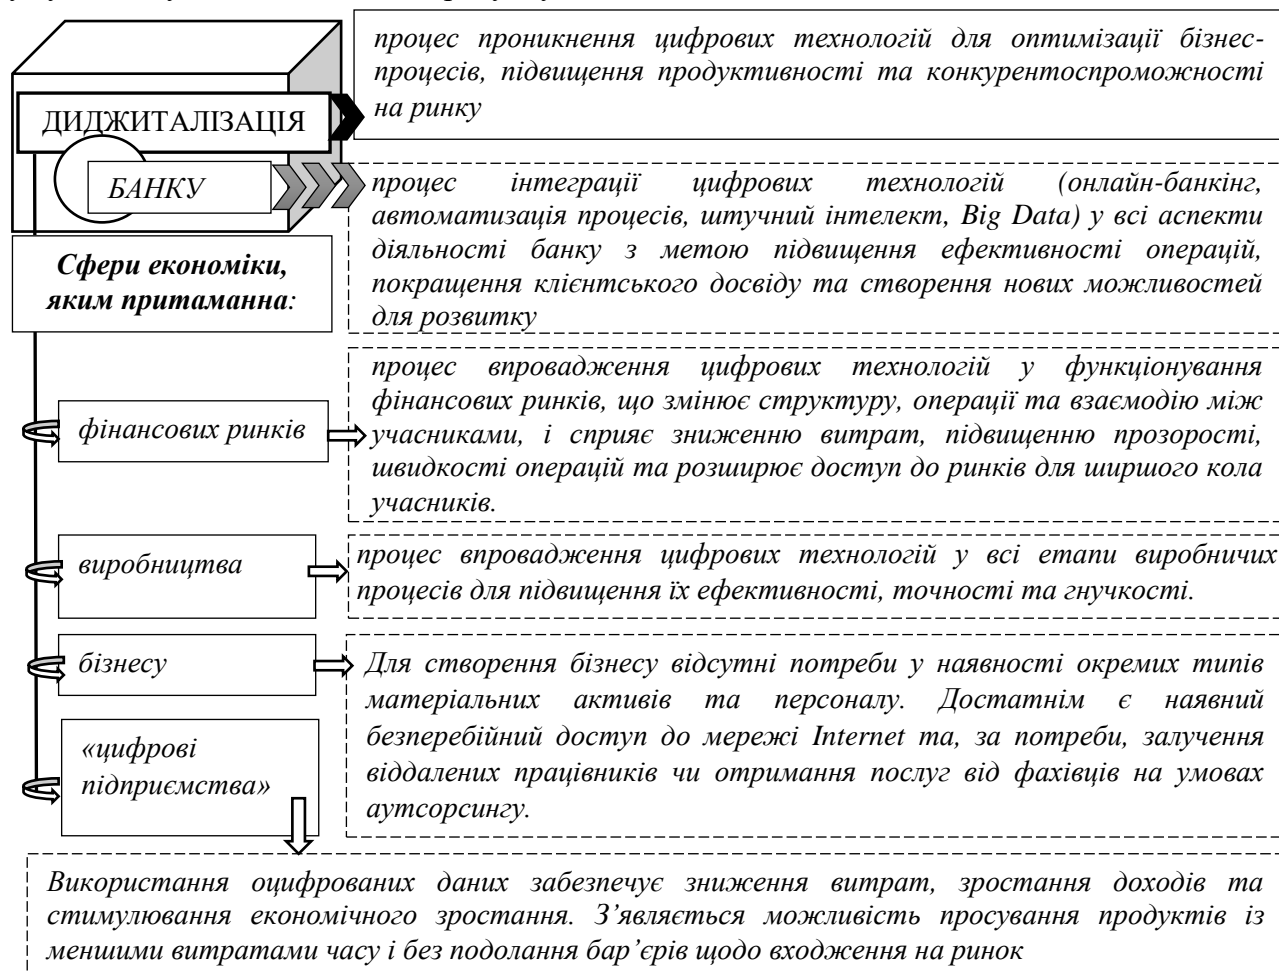 процес проникнення цифрових технологій для оптимізації бізнес-
процесів, підвищення продуктивності та конкурентоспроможності
на ринку
ДИДЖИТАЛІЗАЦІЯ
БАНКУ
процес інтеграції цифрових технологій (онлайн-банкінг,
автоматизація процесів, штучний інтелект, Big Data) у всі аспекти
діяльності банку з метою підвищення ефективності операцій,
покращення клієнтського досвіду та створення нових можливостей
для розвитку
Сфери економіки,
яким притаманна:
процес впровадження цифрових технологій у функціонування
фінансових ринків, що змінює структуру, операції та взаємодію між
учасниками, і сприяє зниженню витрат, підвищенню прозорості,
швидкості операцій та розширює доступ до ринків для ширшого кола
учасників.
фінансових ринків
виробництва
процес впровадження цифрових технологій у всі етапи виробничих
процесів для підвищення їх ефективності, точності та гнучкості.
бізнесу
Для створення бізнесу відсутні потреби у наявності окремих типів
матеріальних активів та персоналу. Достатнім є наявний
безперебійний доступ до мережі Internet та, за потреби, залучення
віддалених працівників чи отримання послуг від фахівців на умовах
аутсорсингу.
«цифрові
підприємства»
Використання оцифрованих даних забезпечує зниження витрат, зростання доходів та
стимулювання економічного зростання. З’являється можливість просування продуктів із
меншими витратами часу і без подолання бар’єрів щодо входження на ринок